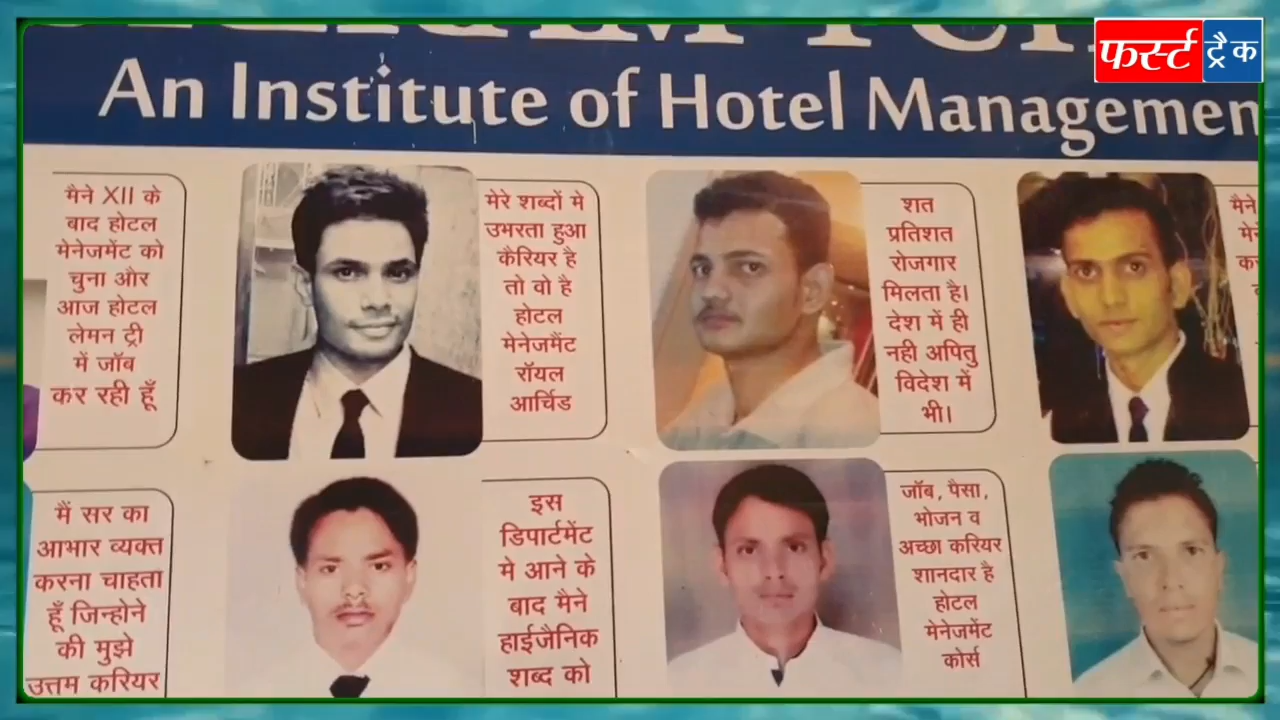 फर्स्ट ट्रैक
An Institute of Hotel Managemen
मैने XII के
बाद होटल
मेनेजमेंट को
चुना और
आज होटल
लेमन ट्री
में जॉब
कर रही हूँ
मेरे शब्दों मे
उभरता हुआ
कॅरियर है
तो वो है
होटल
मेनेजमैंट
रॉयल
आर्चिड
शत
प्रतिशत
रोजगार
मिलता है।
देश में ही
नही अपितु
विदेश में
भी।
मैने
मैं सर का
आभार व्यक्त
करना चाहता
हूँ जिन्होने
की मुझे
उत्तम करियर
इस
डिपार्टमेंट
मे आने के
बाद मैने
हाईजैनिक
शब्द को
जॉब, पैसा,
भोजन व
अच्छा करियर
शानदार है
होटल
मेनेजमेंट
कोर्स